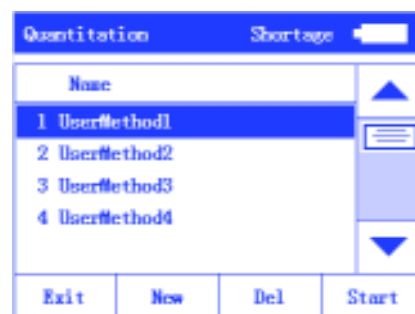 Quantitation Shortage
Name
1 UserMethod1
2 UserMethod2
3 UserMethod3
4 UserMethod4
Exit New Del Start